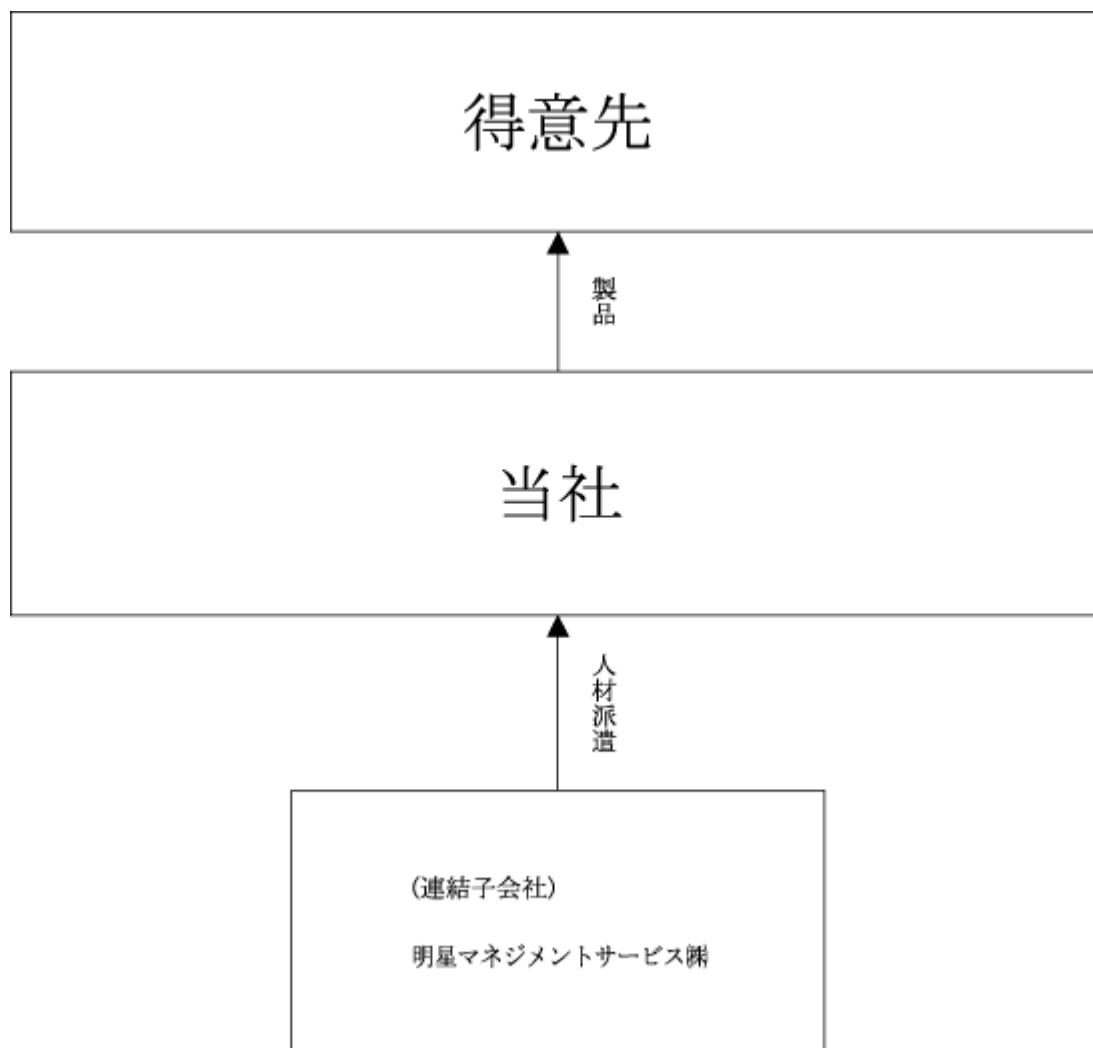 得意先
製品
当社
人材派遣
(連結子会社)
明星マネジメントサービス㈱